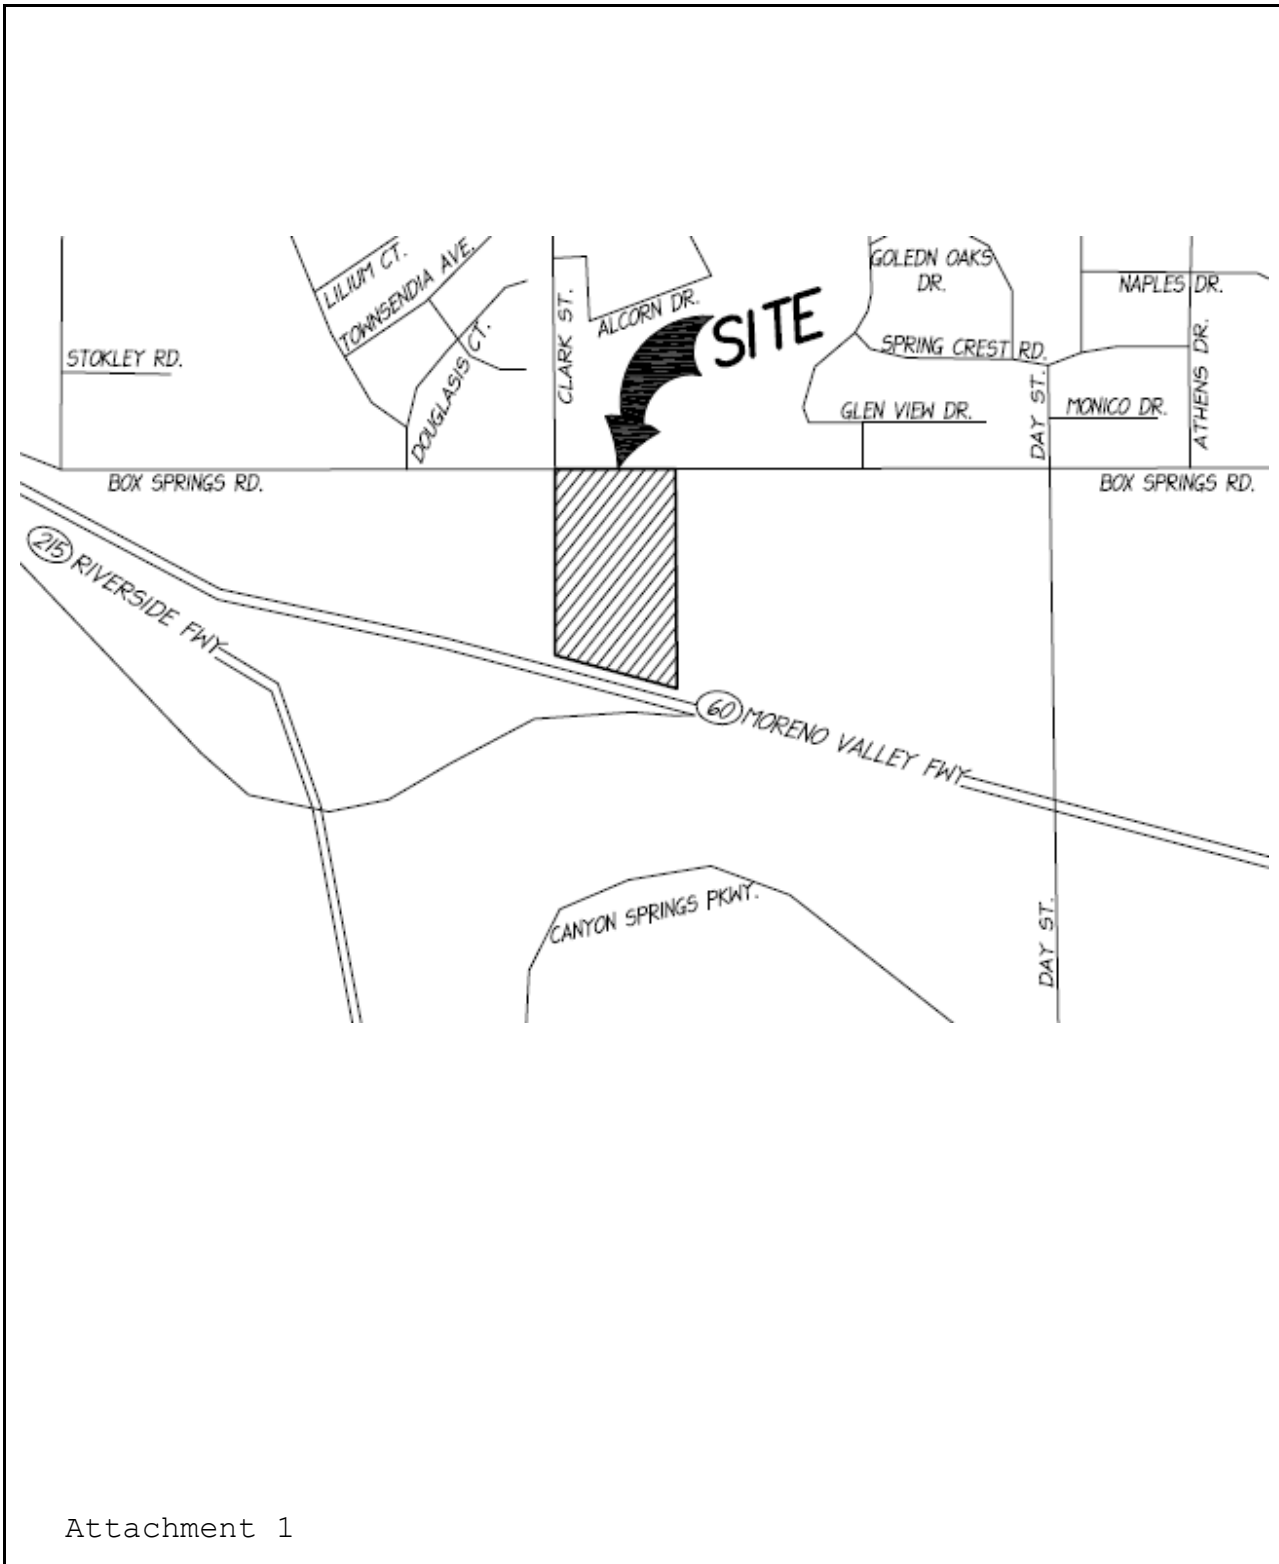 LILIUM CT.
TOWNSENDIA AVE.
DOUGLASIS CT.
STOKLEY RD.
CLARK ST.
ALCORN DR.
SITE
GOLEDN OAKS
DR.
SPRING CREST RD.
GLEN VIEW DR.
DAY ST.
MONICO DR.
NAPLES DR.
ATHENS DR.
BOX SPRINGS RD.
BOX SPRINGS RD.
215 RIVERSIDE FWY
60 MORENO VALLEY FWY
CANYON SPRINGS PKWY.
DAY ST.
Attachment 1